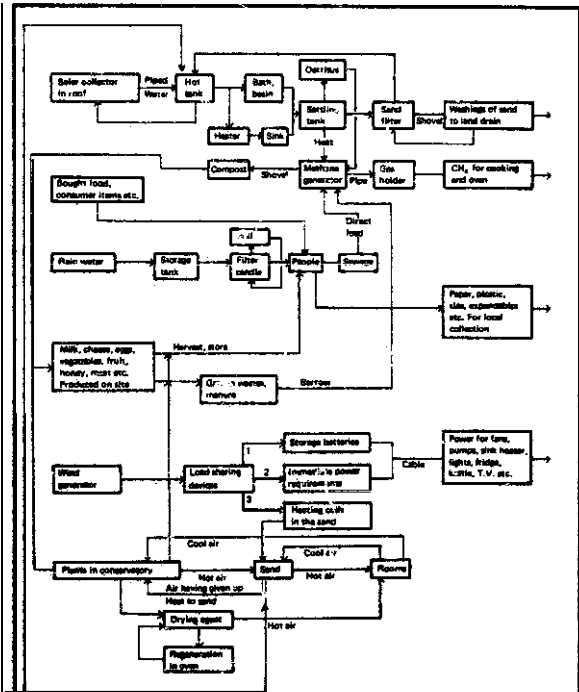 Solar collector
in roof
Piped
Water
Hot
tank
Bath,
basin
Heater
Sink
Detritus
Settling
tank
Sand
filter
Shovel
Washings of sand
to land drain
Heat
Compost
Shovel
Methane
generator
Pipe
Gas
holder
CH₄ for cooking
and oven
Bought food,
consumer items etc.
Direct
load
Rain water
Storage
tank
Filter
candle
People
Sewage
Paper, plastic,
tins, expendables
etc. For local
collection
Milk, cheese, eggs,
vegetables, fruit,
honey, meat etc.
Produced on site
Harvest, store
manure
Barrow
Wind
generator
Load sharing
devices
1
2
3
Storage batteries
Immediate power
requirements
Heating coils
in the sand
Cable
Power for fans,
pumps, sink heater,
lights, fridge,
kettle, T.V. etc.
Cool air
Cool air
Plants in conservatory
Hot air
Sand
Hot air
Rooms
Air having given up
Heat to sand
Drying agent
Hot air
Regeneration
in oven